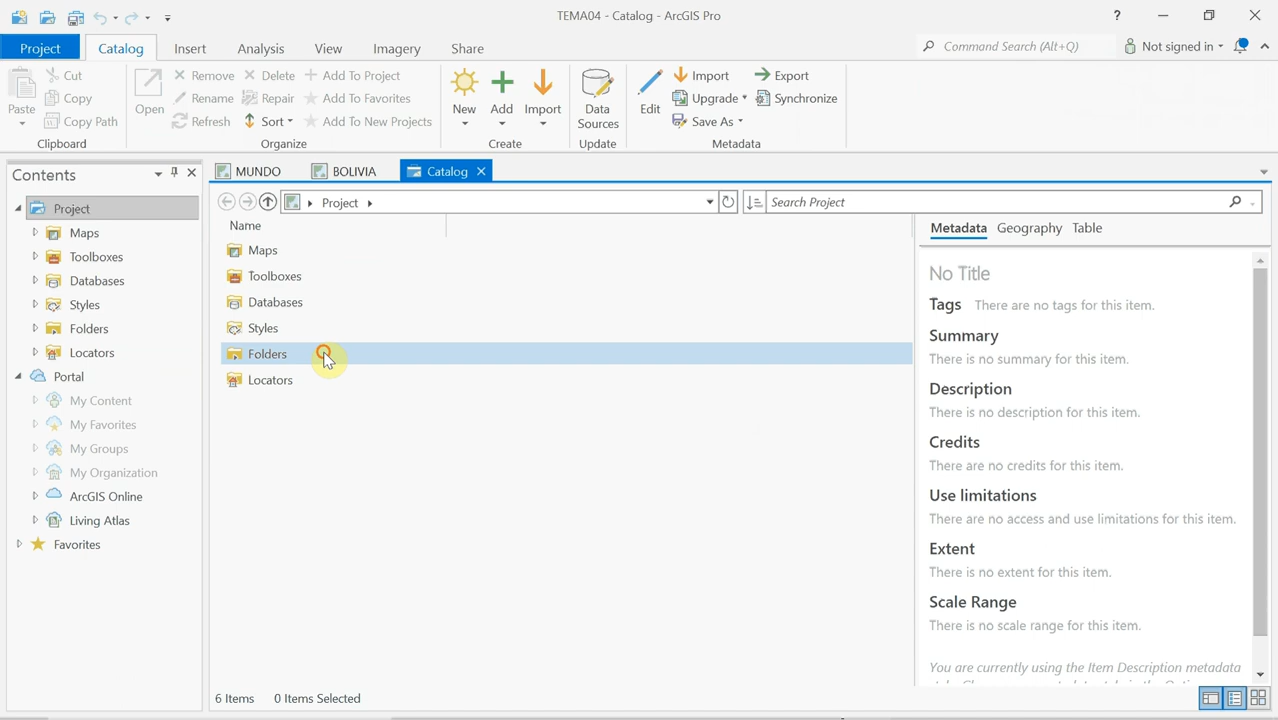 TEMA04 - Catalog - ArcGIS Pro
?
Project Catalog Insert Analysis View Imagery Share
Command Search (Alt+Q)
Not signed in
Paste
Cut
Copy
Copy Path
Clipboard
Open
Remove Delete Add To Project
Rename Repair Add To Favorites
Refresh Sort Add To New Projects
Organize
New Add Import
Create
Data Sources
Update
Edit
Import Export
Upgrade Synchronize
Save As
Metadata
Contents
Project
Maps
Toolboxes
Databases
Styles
Folders
Locators
Portal
My Content
My Favorites
My Groups
My Organization
ArcGIS Online
Living Atlas
Favorites
MUNDO BOLIVIA Catalog
Project
Search Project
Name
Maps
Toolboxes
Databases
Styles
Folders
Locators
6 Items 0 Items Selected
Metadata Geography Table
No Title
Tags There are no tags for this item.
Summary
There is no summary for this item.
Description
There is no description for this item.
Credits
There are no credits for this item.
Use limitations
There are no access and use limitations for this item.
Extent
There is no extent for this item.
Scale Range
There is no scale range for this item.
You are currently using the Item Description metadata